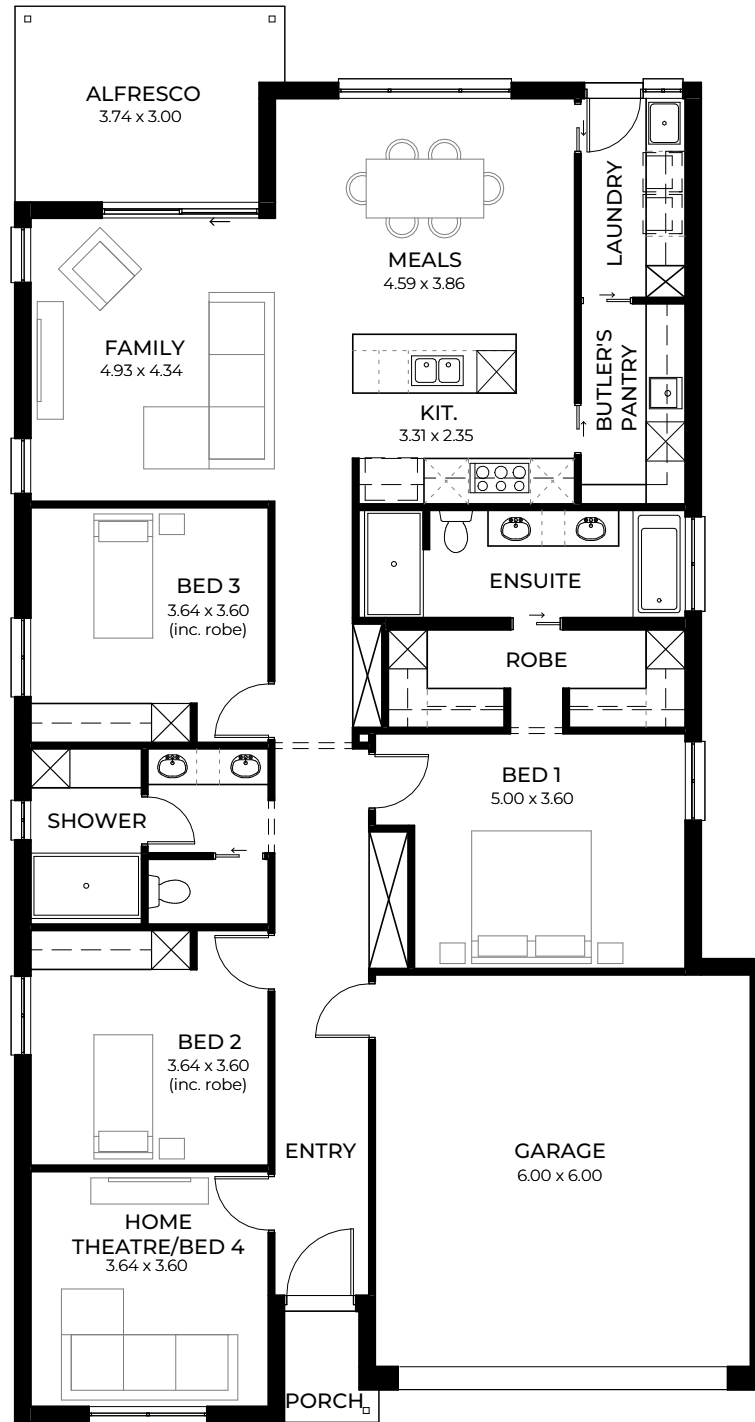 ALFRESCO
3.74 x 3.00
LAUNDRY
MEALS
4.59 x 3.86
FAMILY
4.93 x 4.34
BUTLER'S
PANTRY
KIT.
3.31 x 2.35
BED 3
3.64 x 3.60
(inc. robe)
ENSUITE
ROBE
BED 1
5.00 x 3.60
SHOWER
BED 2
3.64 x 3.60
(inc. robe)
ENTRY
GARAGE
6.00 x 6.00
HOME
THEATRE/BED 4
3.64 x 3.60
PORCH